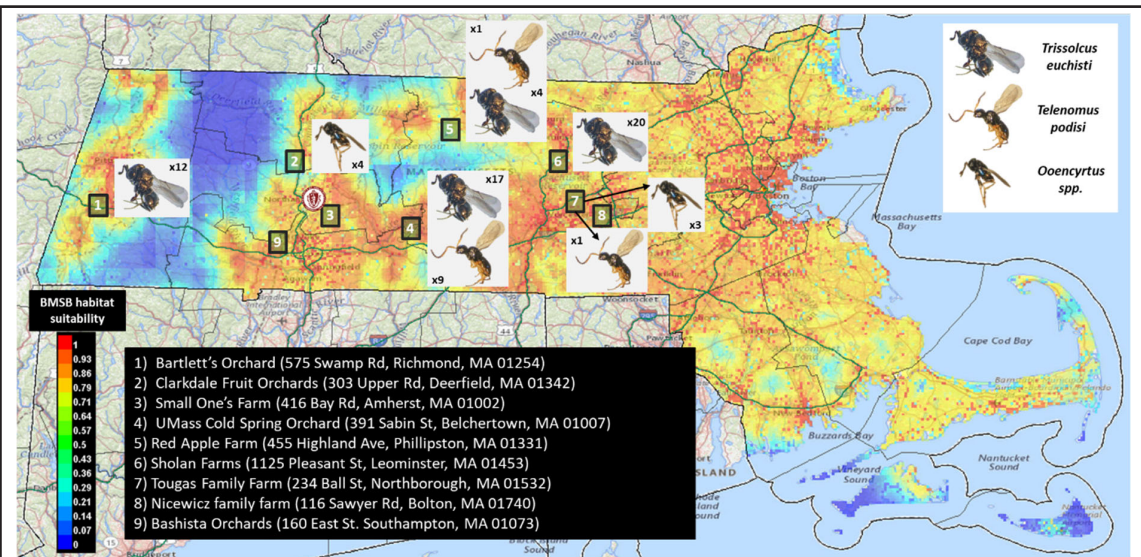 x1
x4
x20
x12
x4
x17
x9
x3
x1
Trissolcus
euchisti
Telenomus
podisi
Ooencyrtus
spp.
1
2
3
4
5
6
7
8
9
Nashua
Boston
Bay
Massachusetts
Bay
Cape Cod Bay
Buzzards Bay
Nantucket
Sound
Vineyard
Sound
Woonsocket
44
15
BMSB habitat
suitability
1
0.93
0.86
0.79
0.71
0.64
0.57
0.5
0.43
0.36
0.29
0.21
0.14
0.07
0
1) Bartlett's Orchard (575 Swamp Rd, Richmond, MA 01254)
2) Clarkdale Fruit Orchards (303 Upper Rd, Deerfield, MA 01342)
3) Small One's Farm (416 Bay Rd, Amherst, MA 01002)
4) UMass Cold Spring Orchard (391 Sabin St, Belchertown, MA 01007)
5) Red Apple Farm (455 Highland Ave, Phillipston, MA 01331)
6) Sholan Farms (1125 Pleasant St, Leominster, MA 01453)
7) Tougas Family Farm (234 Ball St, Northborough, MA 01532)
8) Nicewicz family farm (116 Sawyer Rd, Bolton, MA 01740)
9) Bashista Orchards (160 East St. Southampton, MA 01073)